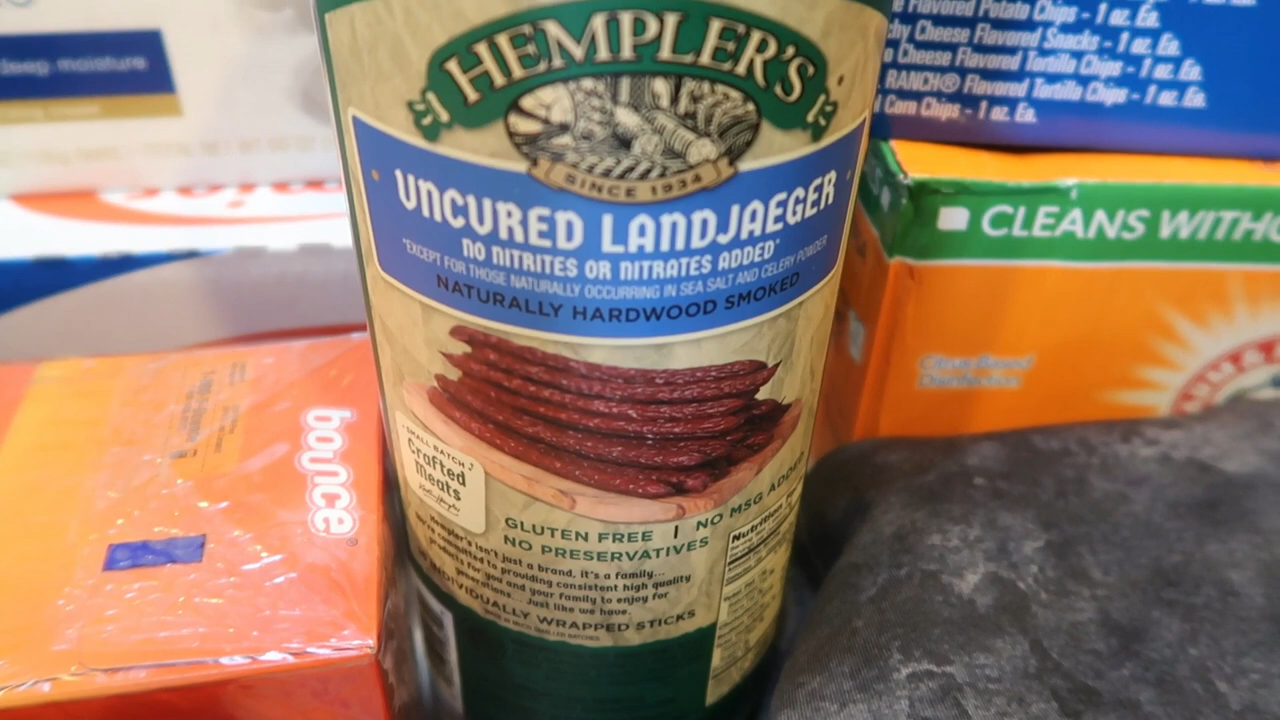 deep moisture
HEMPLER'S
SINCE 1934
UNCURED LANDJAEGER
NO NITRITES OR NITRATES ADDED*
*EXCEPT FOR THOSE NATURALLY OCCURRING IN SEA SALT AND CELERY POWDER
NATURALLY HARDWOOD SMOKED
SMALL BATCH
Crafted
Meats
GLUTEN FREE | NO MSG ADDED
NO PRESERVATIVES
Hempler's isn't just a brand, it's a family...
We're committed to providing consistent high quality
products for you and your family to enjoy for
generations... Just like we have.
INDIVIDUALLY WRAPPED STICKS
Nutrition
bounce®
Flavored Potato Chips - 1 oz. Ea.
Cheese Flavored Snacks - 1 oz. Ea.
Cheese Flavored Tortilla Chips - 1 oz. Ea.
RANCH® Flavored Tortilla Chips - 1 oz. Ea.
Corn Chips - 1 oz. Ea.
CLEANS